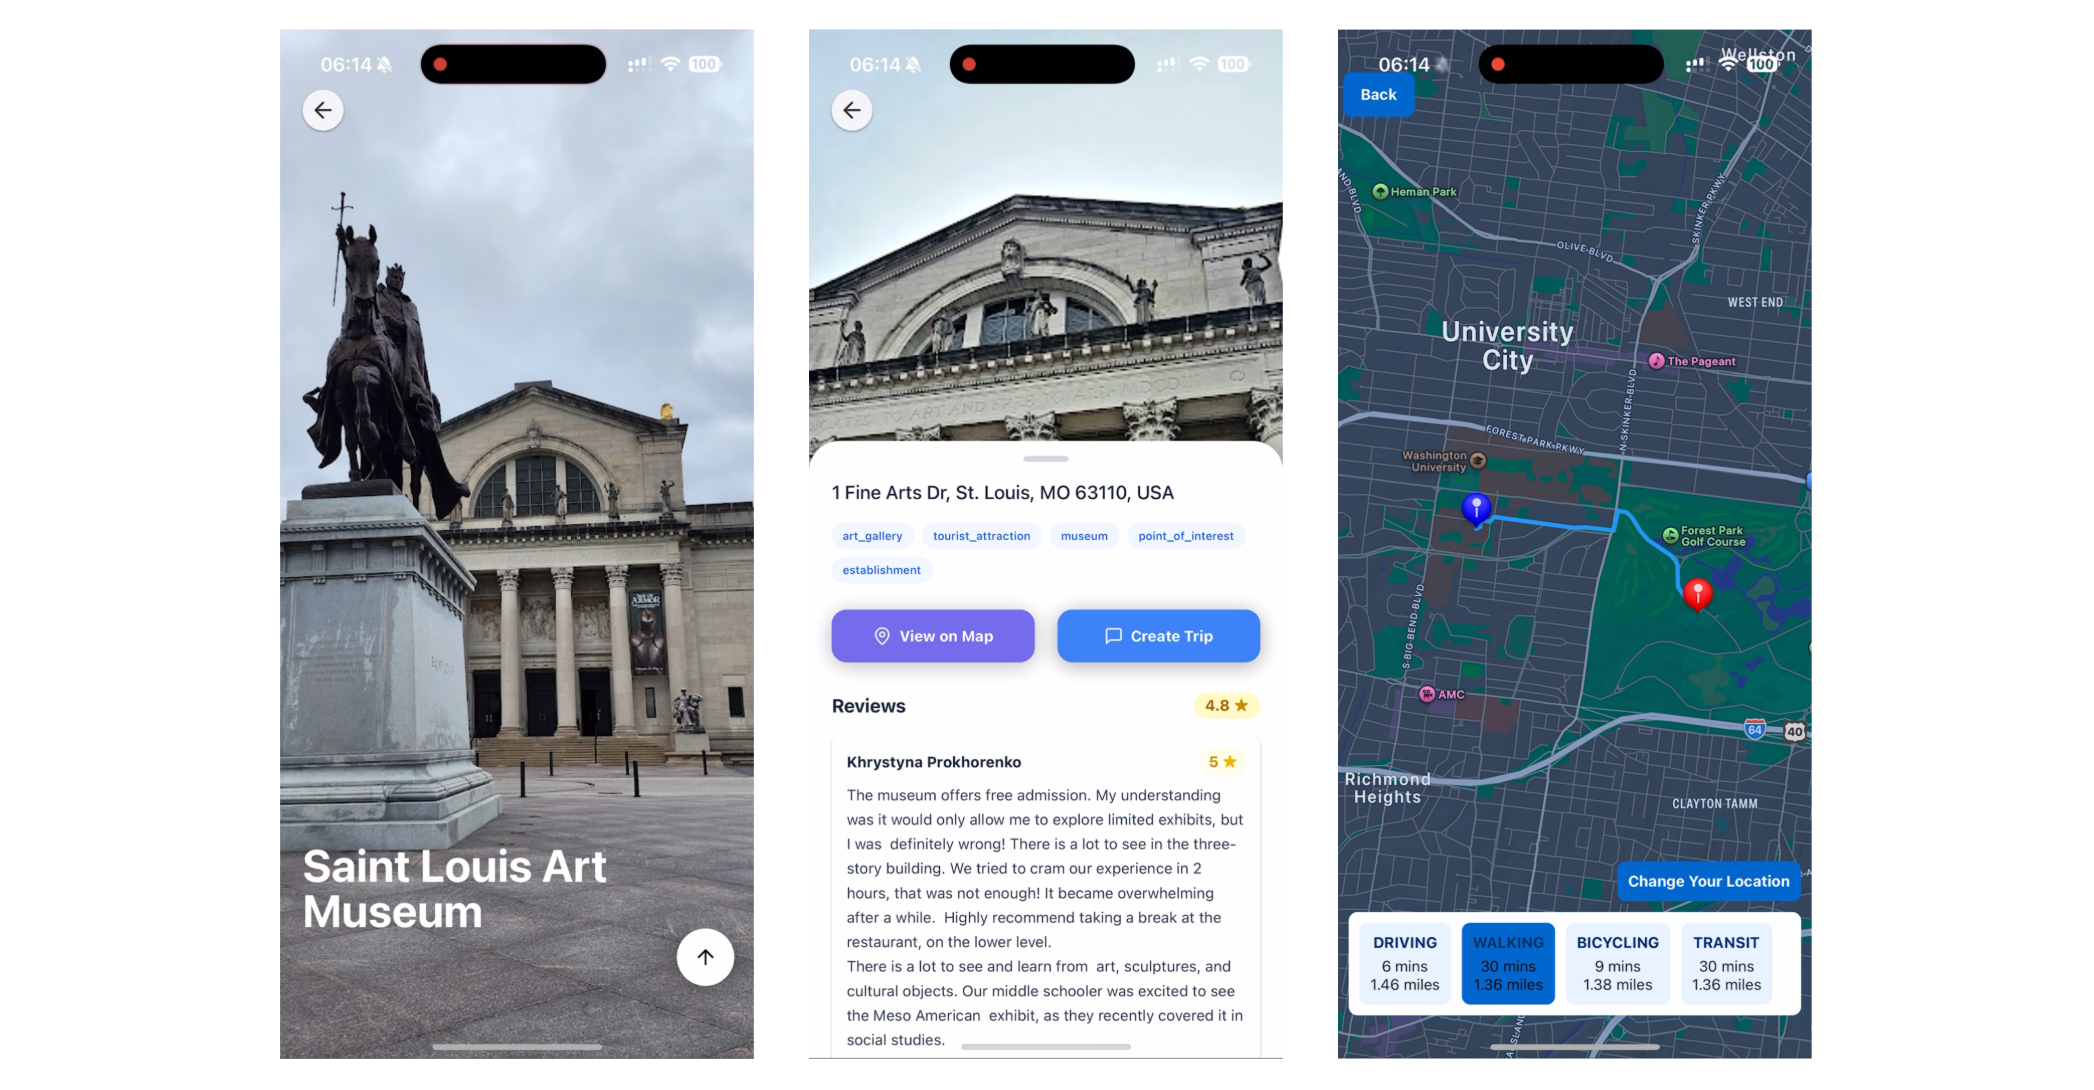 06:14
100
Saint Louis Art
Museum
06:14
100
1 Fine Arts Dr, St. Louis, MO 63110, USA
art_gallery tourist_attraction museum point_of_interest
establishment
View on Map Create Trip
Reviews 4.8
Khrystyna Prokhorenko 5
The museum offers free admission. My understanding
was it would only allow me to explore limited exhibits, but
I was definitely wrong! There is a lot to see in the three-
story building. We tried to cram our experience in 2
hours, that was not enough! It became overwhelming
after a while. Highly recommend taking a break at the
restaurant, on the lower level.
There is a lot to see and learn from art, sculptures, and
cultural objects. Our middle schooler was excited to see
the Meso American exhibit, as they recently covered it in
social studies.
06:14
100
Wellston
Back
Heman Park
SKINKER PKWY
OLIVE BLVD
WEST END
University
City
The Pageant
N SKINKER BLVD
FOREST PARK PKWY
Washington
University
Forest Park
Golf Course
S BIG BEND BLVD
AMC
64
40
Richmond
Heights
CLAYTON TAMM
Change Your Location
DRIVING
6 mins
1.46 miles
WALKING
30 mins
1.36 miles
BICYCLING
9 mins
1.38 miles
TRANSIT
30 mins
1.36 miles